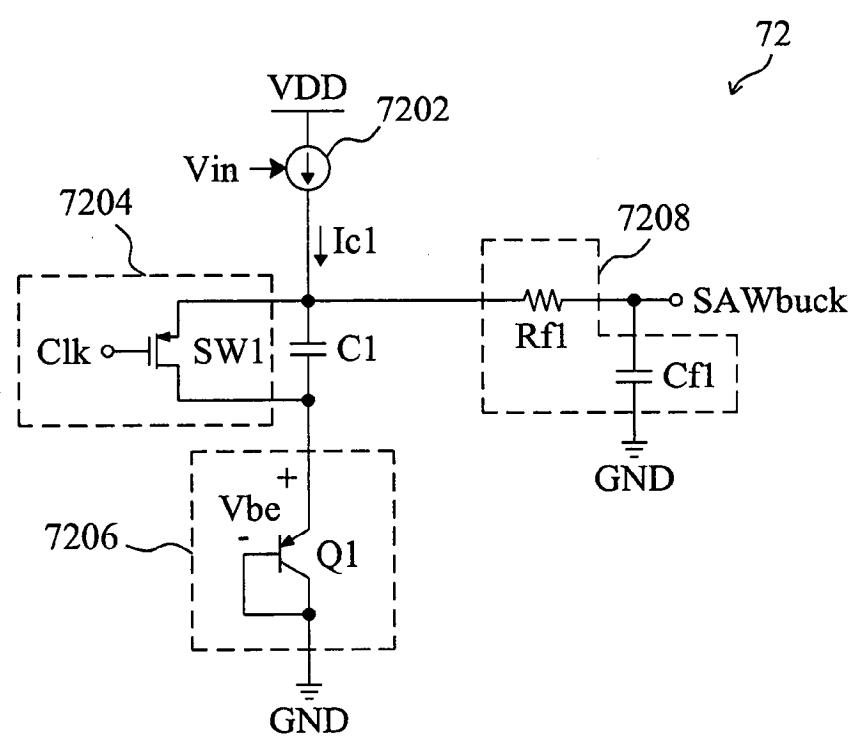 72
VDD
7202
Vin
7204
Ic1
7208
SAWbuck
Rf1
Clk
SW1
C1
Cf1
GND
+
Vbe
-
7206
Q1
GND